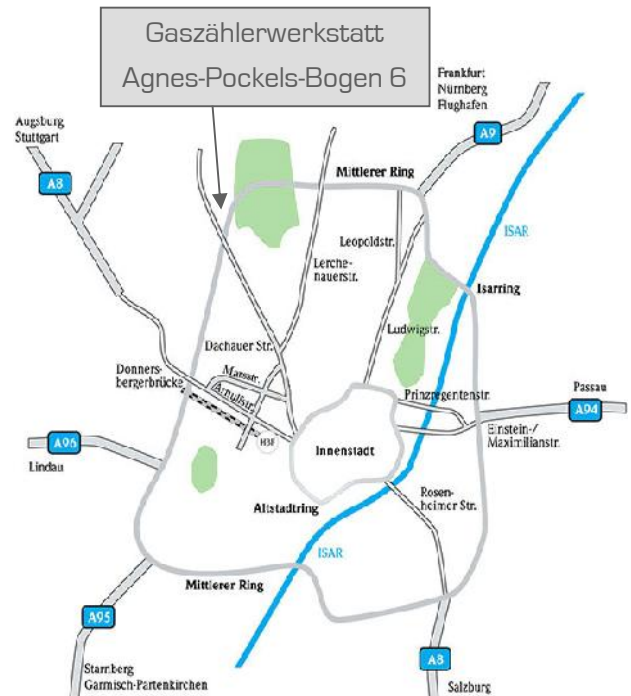 Gaszählerwerkstatt
Agnes-Pockels-Bogen 6
Frankfurt
Nürnberg
Flughafen
Augsburg
Stuttgart
A9
A8
Mittlerer Ring
ISAR
Leopoldstr.
Lerche-
nauerstr.
Isarring
Ludwigstr.
Dachauer Str.
Donners-
bergerbrücke
Marsstr.
Arnulfstr.
Prinzregentenstr.
Passau
A94
Einstein-/
Maximilianstr.
A96
Lindau
HBF
Innenstadt
Altstadtring
Rosen-
heimer Str.
ISAR
Mittlerer Ring
A95
Starnberg
Garmisch-Partenkirchen
A8
Salzburg